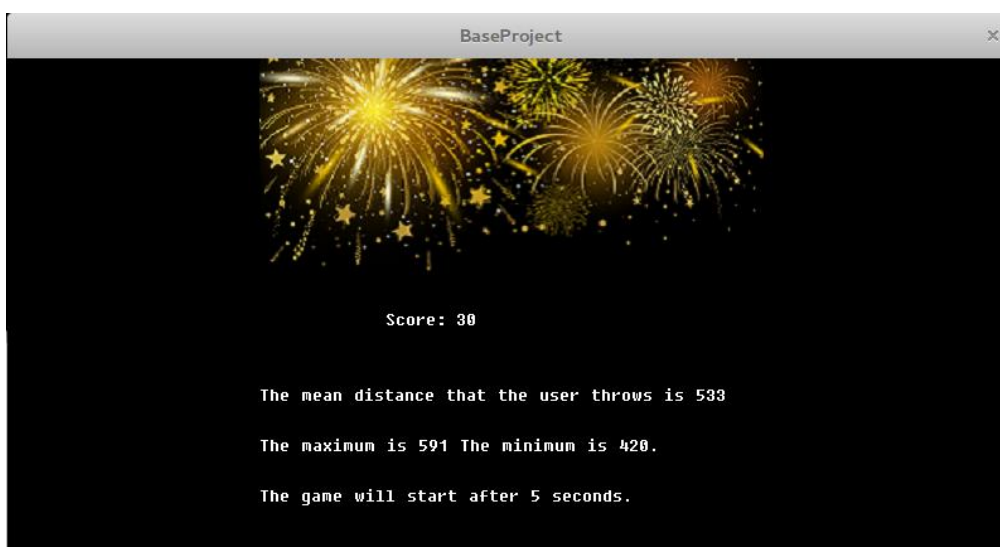 BaseProject
Score: 30
The mean distance that the user throws is 533
The maximum is 591 The minimum is 420.
The game will start after 5 seconds.